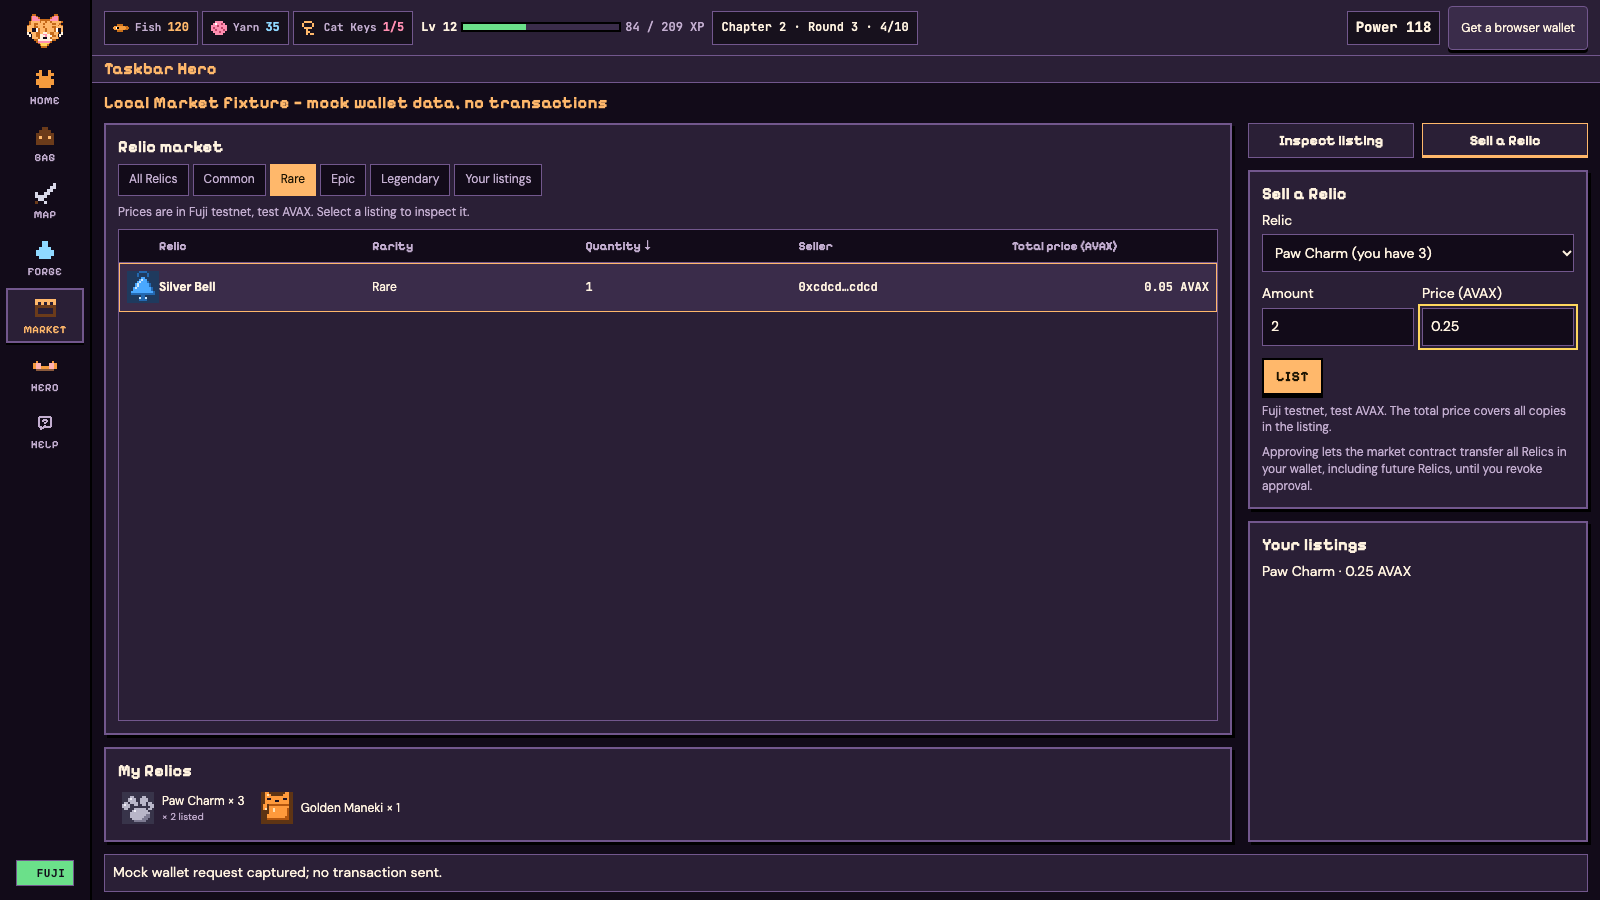 Fish 120
Yarn 35
Cat Keys 1/5
Lv 12
84 / 209 XP
Chapter 2 · Round 3 · 4/10
Power 118
Get a browser wallet
HOME
BAG
MAP
FORGE
MARKET
HERO
HELP
FUJI
Taskbar Hero
Local Market Fixture - mock wallet data, no transactions
Relic market
All Relics
Common
Rare
Epic
Legendary
Your listings
Prices are in Fuji testnet, test AVAX. Select a listing to inspect it.
Relic Rarity Quantity ↓ Seller Total price (AVAX)
Silver Bell Rare 1 0xcdcd…cdcd 0.05 AVAX
My Relics
Paw Charm × 3
× 2 listed
Golden Maneki × 1
Inspect listing
Sell a Relic
Sell a Relic
Relic
Paw Charm (you have 3)
Amount
Price (AVAX)
2
0.25
LIST
Fuji testnet, test AVAX. The total price covers all copies
in the listing.
Approving lets the market contract transfer all Relics in
your wallet, including future Relics, until you revoke
approval.
Your listings
Paw Charm · 0.25 AVAX
Mock wallet request captured; no transaction sent.